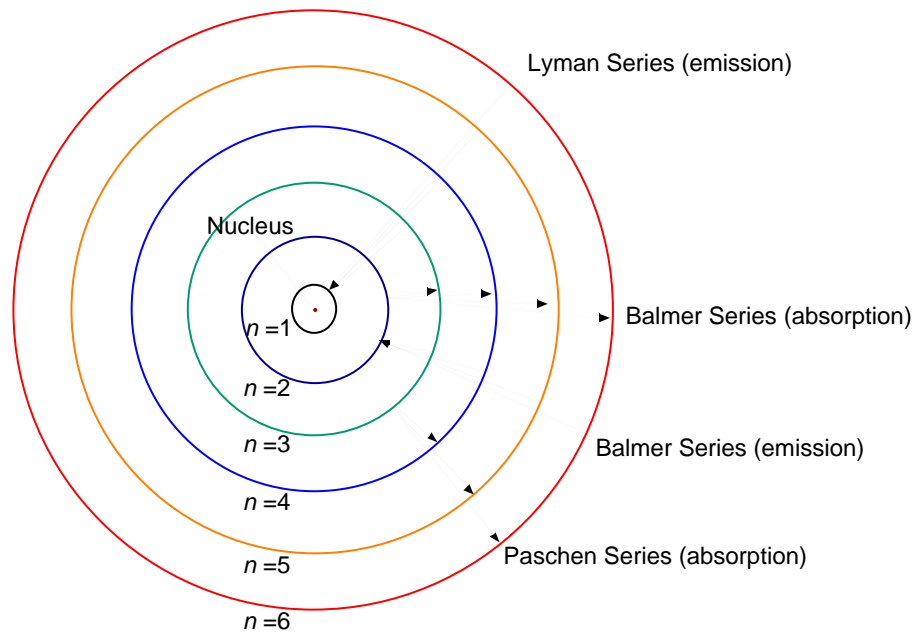 Lyman Series (emission)
Nucleus
Balmer Series (absorption)
n =1
n =2
n =3
Balmer Series (emission)
n =4
Paschen Series (absorption)
n =5
n =6